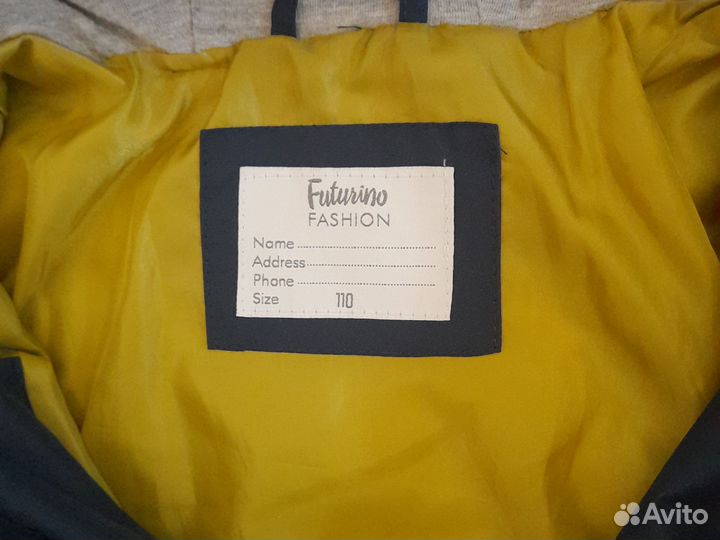 Futurino
FASHION
Name
Address
Phone
Size 110
Avito